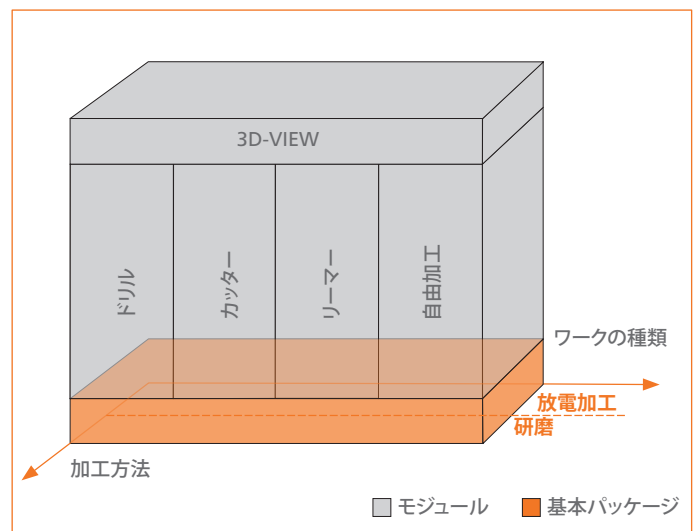 3D-VIEW
ドリル
カッター
リーマー
自由加工
ワークの種類
放電加工
研磨
加工方法
モジュール
基本パッケージ